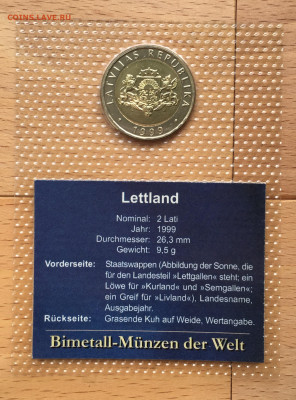 COINS.LAVE.RU
LATVIJAS REPUBLIKA
1999
Lettland
Nominal: 2 Lati
Jahr: 1999
Durchmesser: 26,3 mm
Gewicht: 9,5 g
Vorderseite: Staatswappen (Abbildung der Sonne, die
für den Landesteil »Lettgallen« steht; ein
Löwe für »Kurland« und »Semgallen«;
ein Greif für »Livland«), Landesname,
Ausgabejahr.
Rückseite: Grasende Kuh auf Weide, Wertangabe.
Bimetall-Münzen der Welt